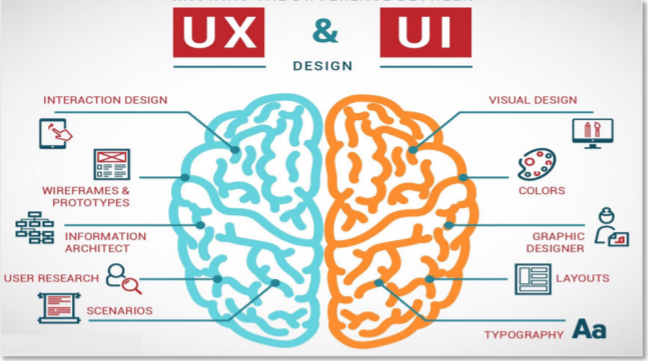 UX & UI
DESIGN
INTERACTION DESIGN
WIREFRAMES &
PROTOTYPES
INFORMATION
ARCHITECT
USER RESEARCH
SCENARIOS
VISUAL DESIGN
COLORS
GRAPHIC
DESIGNER
LAYOUTS
TYPOGRAPHY Aa